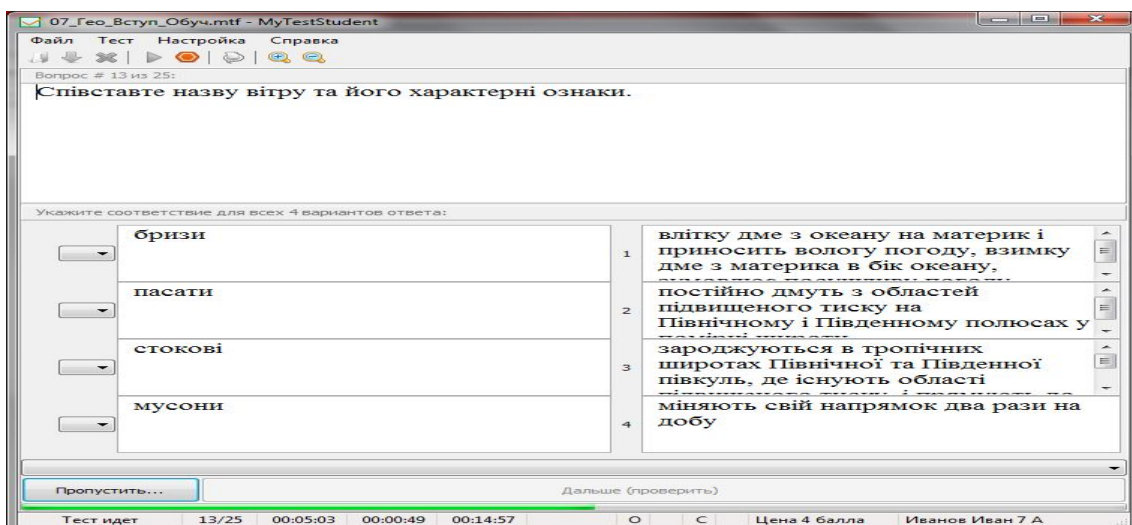 07_Гео_Вступ_Обуч.mtf - MyTestStudent
Файл Тест Настройка Справка
Вопрос # 13 из 25:
Співставте назву вітру та його характерні ознаки.
Укажите соответствие для всех 4 вариантов ответа:
бризи
1
влітку дме з океану на материк і
приносить вологу погоду, взимку
дме з материка в бік океану,
пасати
2
постійно дмуть з областей
підвищеного тиску на
Північному і Південному полюсах у
стокові
3
зароджуються в тропічних
широтах Північної та Південної
півкуль, де існують області
мусони
4
міняють свій напрямок два рази на
добу
Пропустить...
Дальше (проверить)
Тест идет 13/25 00:05:03 00:00:49 00:14:57 О С Цена 4 балла Иванов Иван 7 А